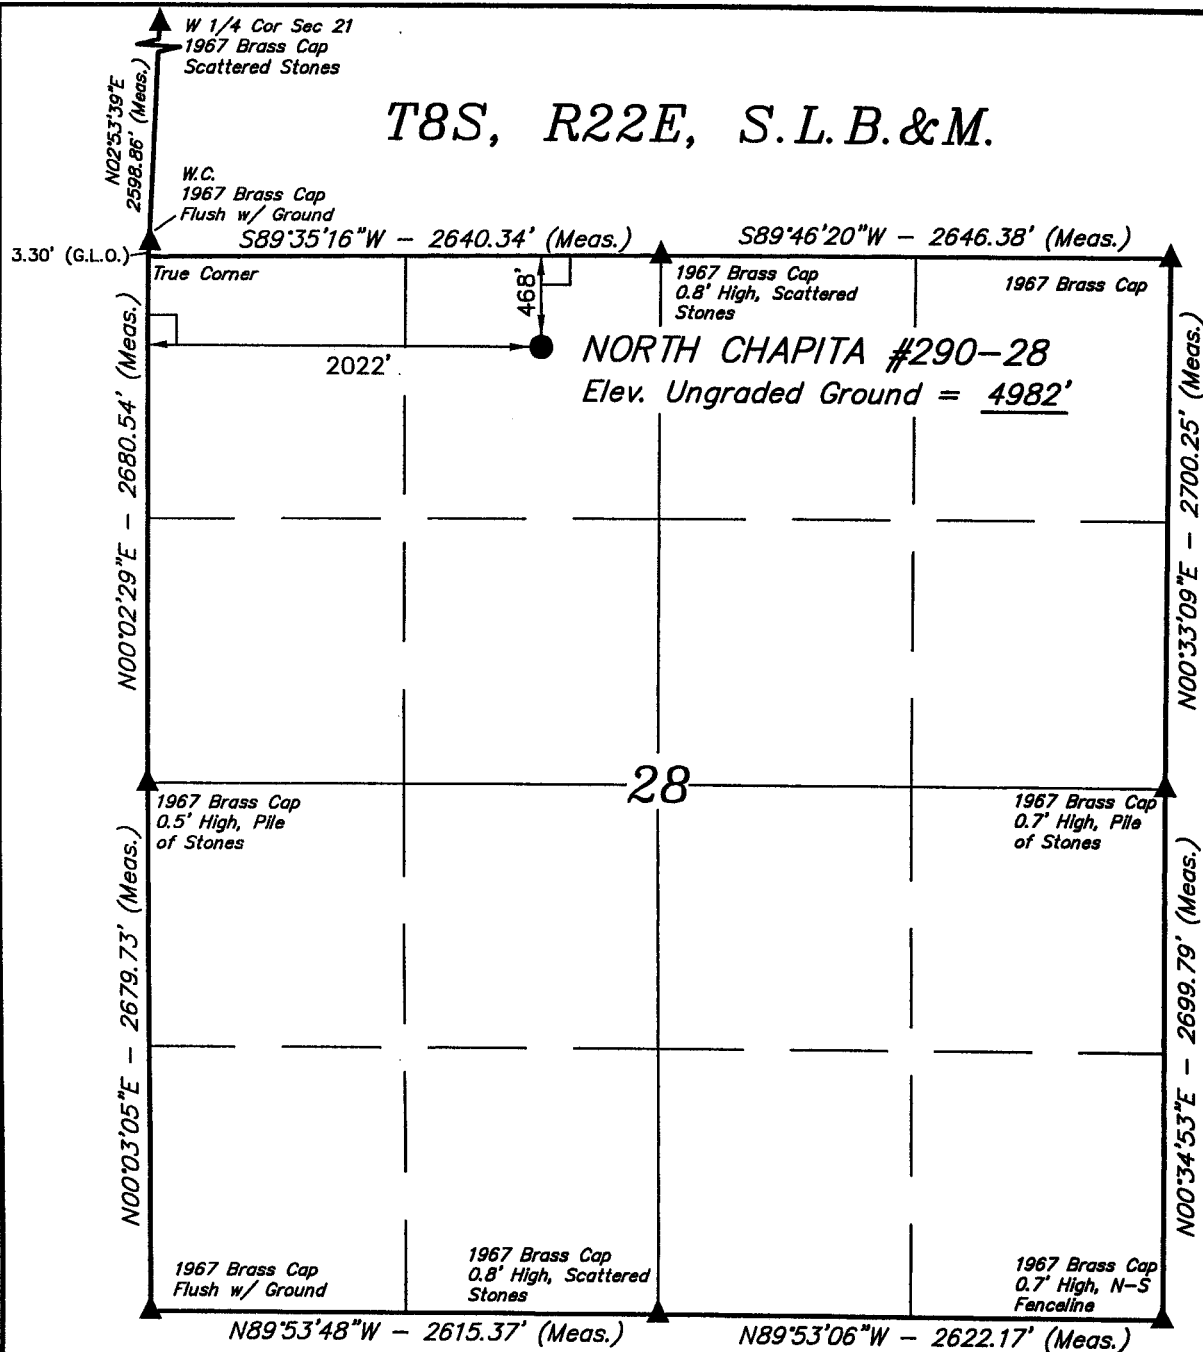 W 1/4 Cor Sec 21
1967 Brass Cap
Scattered Stones
N02°53'39"E
2598.86' (Meas.)
T8S, R22E, S.L.B.&M.
W.C.
1967 Brass Cap
Flush w/ Ground
S89°35'16"W – 2640.34' (Meas.)
S89°46'20"W – 2646.38' (Meas.)
3.30' (G.L.O.)
True Corner
468'
1967 Brass Cap
0.8' High, Scattered
Stones
1967 Brass Cap
2022'
NORTH CHAPITA #290-28
Elev. Ungraded Ground = 4982'
N00°02'29"E – 2680.54' (Meas.)
N00°33'09"E – 2700.25' (Meas.)
28
1967 Brass Cap
0.5' High, Pile
of Stones
1967 Brass Cap
0.7' High, Pile
of Stones
N00°03'05"E – 2679.73' (Meas.)
N00°34'53"E – 2699.79' (Meas.)
1967 Brass Cap
Flush w/ Ground
1967 Brass Cap
0.8' High, Scattered
Stones
1967 Brass Cap
0.7' High, N-S
Fenceline
N89°53'48"W – 2615.37' (Meas.)
N89°53'06"W – 2622.17' (Meas.)